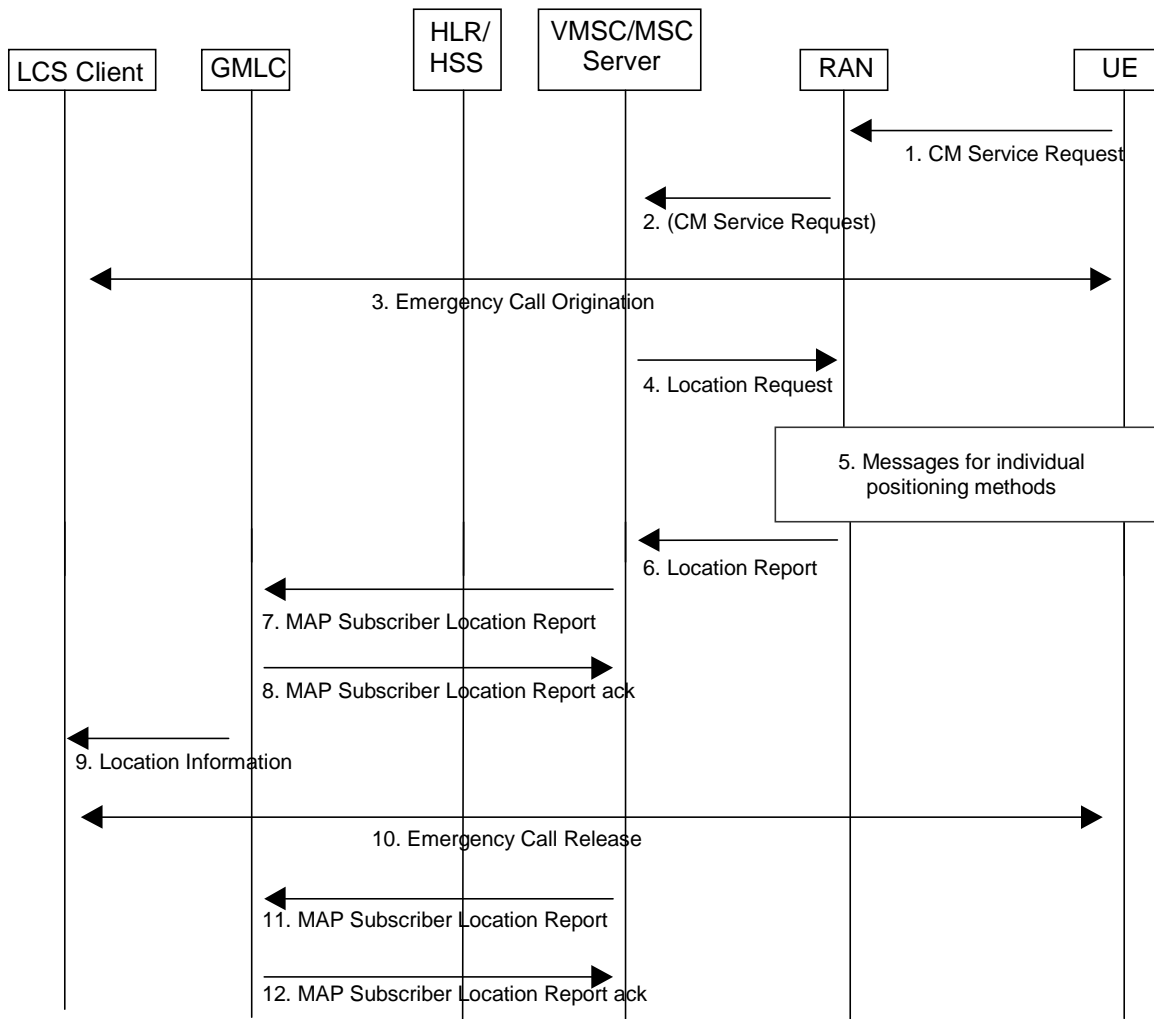 LCS Client
GMLC
HLR/
HSS
VMSC/MSC
Server
RAN
UE
1. CM Service Request
2. (CM Service Request)
3. Emergency Call Origination
4. Location Request
5. Messages for individual
positioning methods
6. Location Report
7. MAP Subscriber Location Report
8. MAP Subscriber Location Report ack
9. Location Information
10. Emergency Call Release
11. MAP Subscriber Location Report
12. MAP Subscriber Location Report ack